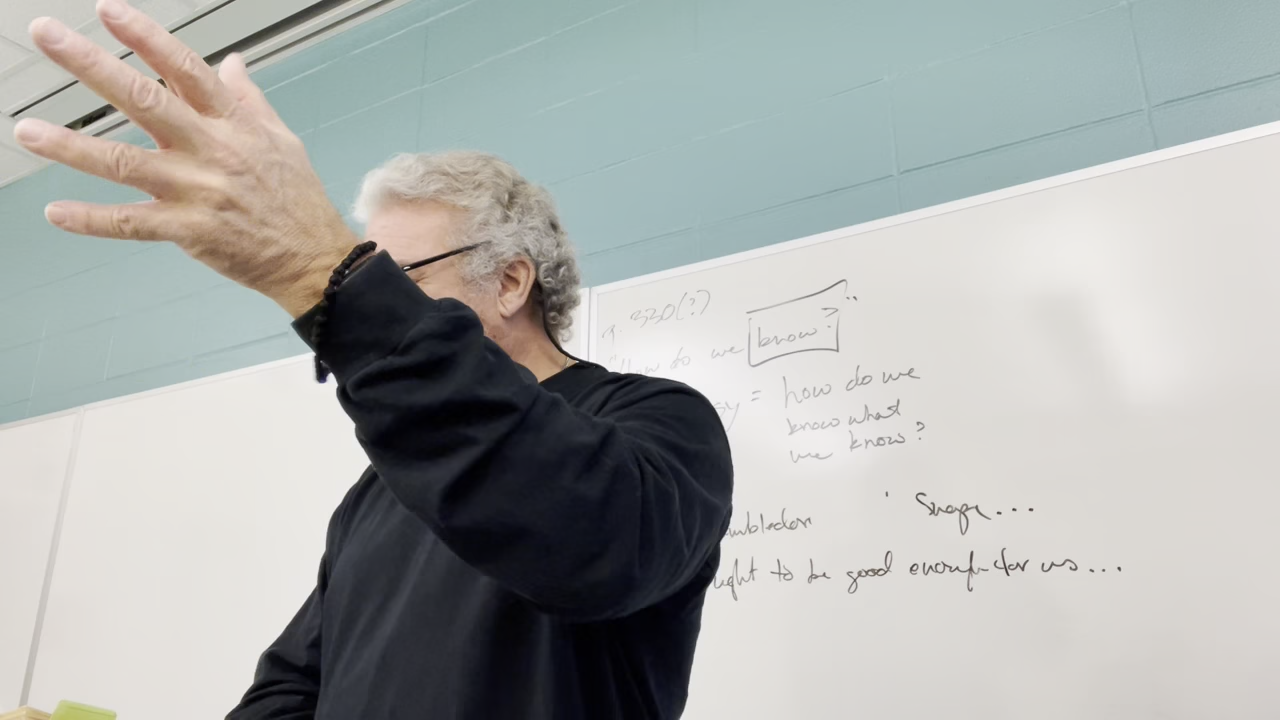 330(?)
"How do we know?"
= how do we
know what
we know?
Snape...
mbledor
ught to be good enough for us...